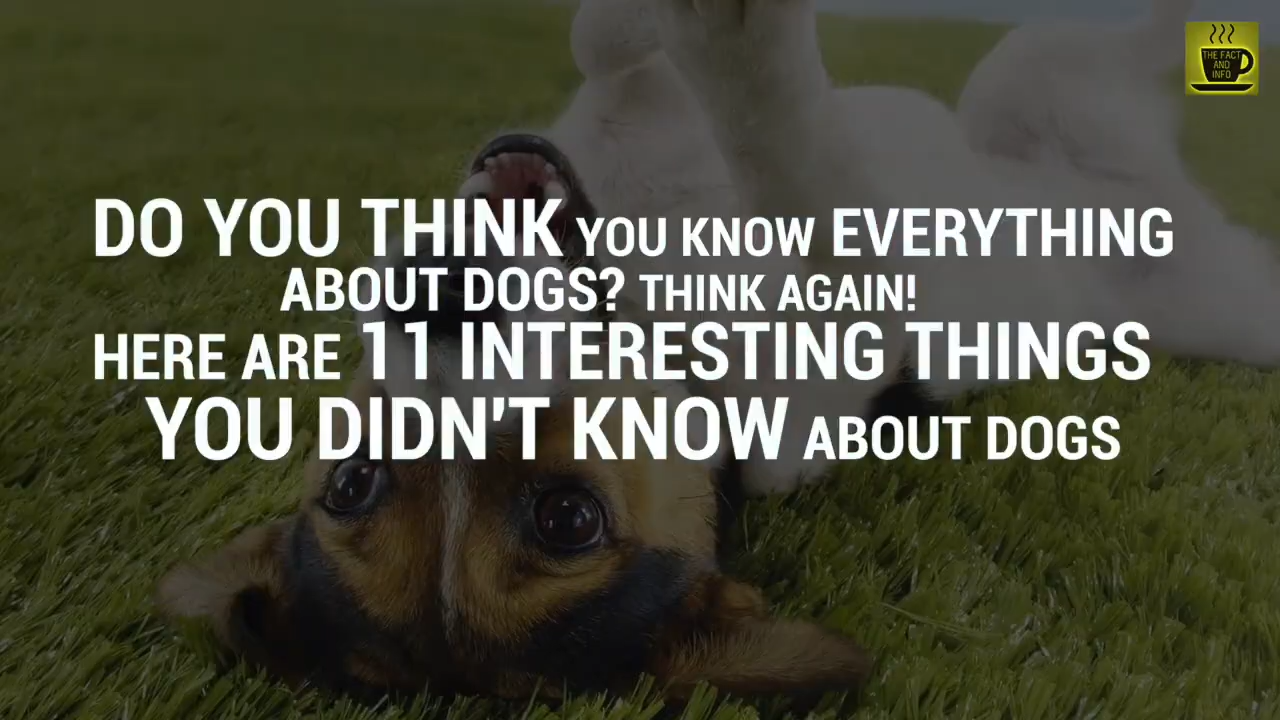 THE FACT
AND
INFO
DO YOU THINK YOU KNOW EVERYTHING
ABOUT DOGS? THINK AGAIN!
HERE ARE 11 INTERESTING THINGS
YOU DIDN'T KNOW ABOUT DOGS